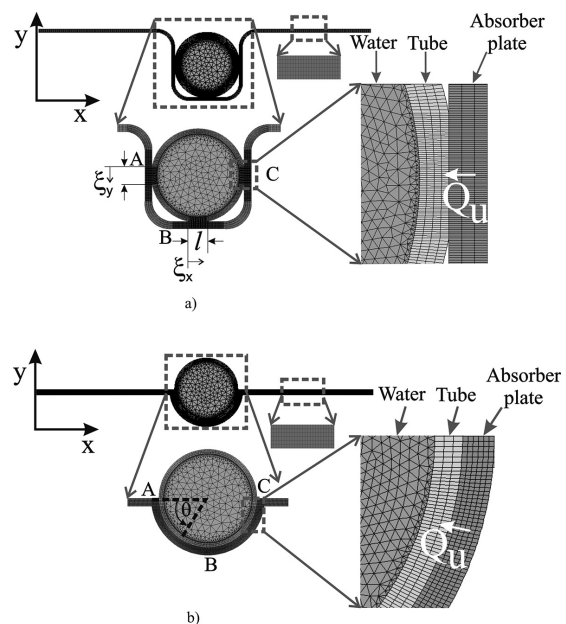 y
x
A
C
B
ξy
l
ξx
Water
Tube
Absorber
plate
Qu
a)
y
x
A
C
θ
B
Water
Tube
Absorber
plate
Qu
b)